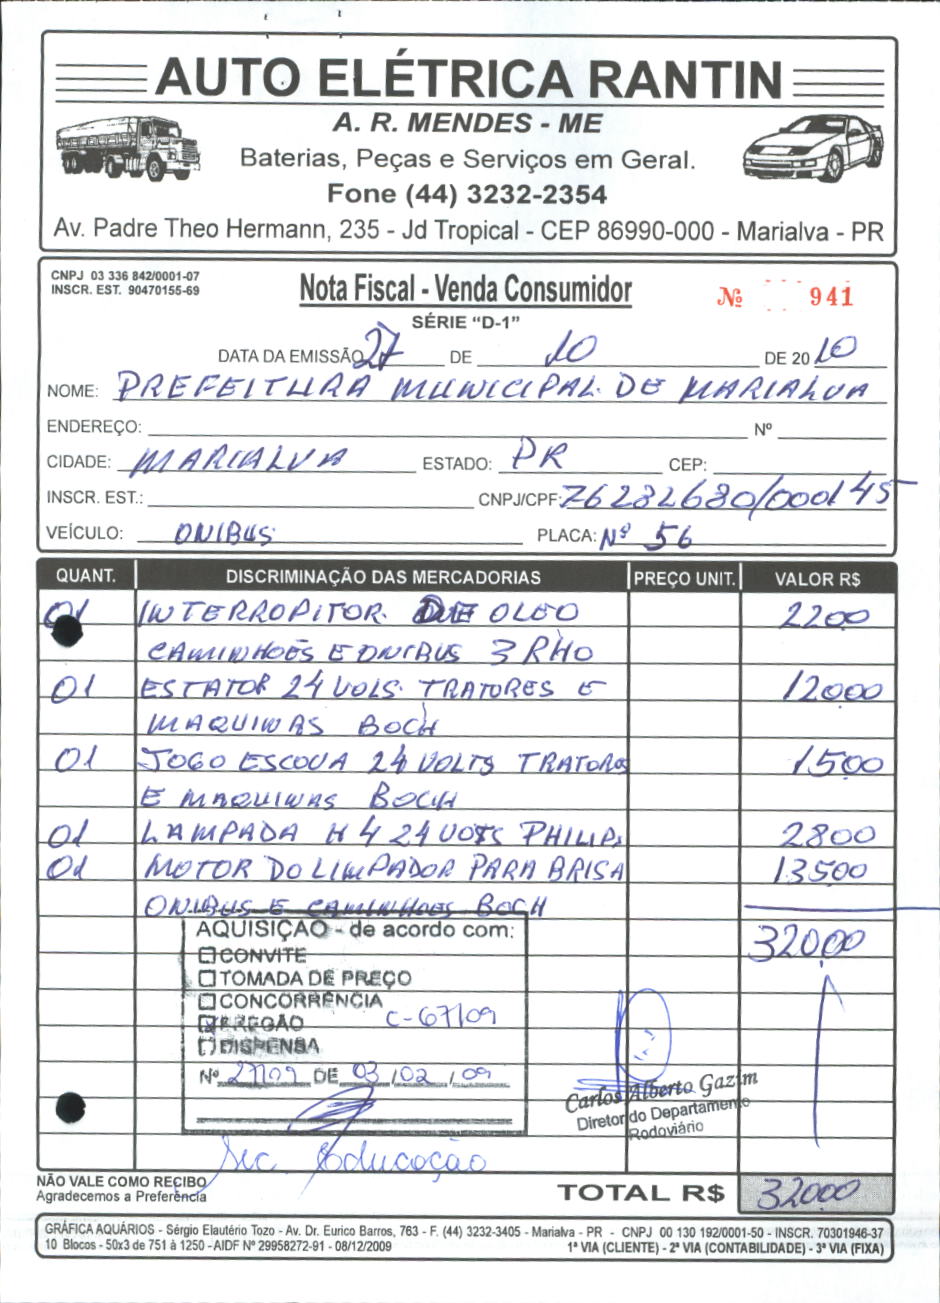 AUTO ELÉTRICA RANTIN
A. R. MENDES - ME
Baterias, Peças e Serviços em Geral.
Fone (44) 3232-2354
Av. Padre Theo Hermann, 235 - Jd Tropical - CEP 86990-000 - Marialva - PR
CNPJ 03 336 842/0001-07
INSCR. EST. 90470155-69
Nota Fiscal - Venda Consumidor
Nº 941
SÉRIE "D-1"
DATA DA EMISSÃO 27 DE 10 DE 2010
NOME: PREFEITURA MUNICIPAL DE MARIALVA
ENDEREÇO: Nº
CIDADE: MARIALVA ESTADO: PR CEP:
INSCR. EST.: CNPJ/CPF: 76282680/0001 45
VEÍCULO: ONIBUS PLACA: Nº 56
QUANT. DISCRIMINAÇÃO DAS MERCADORIAS PREÇO UNIT. VALOR R$
01 INTERROPITOR DE OLEO 2200
CAMINHOES E ONIBUS 3 RHO
01 ESTATOR 24 VOLS TRATORES E 12000
MAQUINAS BOCH
01 JOGO ESCOVA 24 VOLTS TRATORES 1500
E MAQUINAS BOCH
01 LAMPADA H4 24 VOTS PHILIPS 2800
01 MOTOR DO LIMPADOR PARA BRISA 13500
ONIBUS E CAMINHOES BOCH
32000
AQUISIÇÃO - de acordo com:
CONVITE
TOMADA DE PREÇO
CONCORRÊNCIA
PREGÃO C-67/09
DISPENSA
Nº 27/09 DE 03/02/09
Carlos Alberto Gazim
Diretor do Departamento
Rodoviário
Sec. Educação
NÃO VALE COMO RECIBO
Agradecemos a Preferência
TOTAL R$ 32000
GRÁFICA AQUÁRIOS - Sérgio Elautério Tozo - Av. Dr. Eurico Barros, 763 - F. (44) 3232-3405 - Marialva - PR - CNPJ 00 130 192/0001-50 - INSCR. 70301946-37
10 Blocos - 50x3 de 751 à 1250 - AIDF Nº 29958272-91 - 08/12/2009 1ª VIA (CLIENTE) - 2ª VIA (CONTABILIDADE) - 3ª VIA (FIXA)